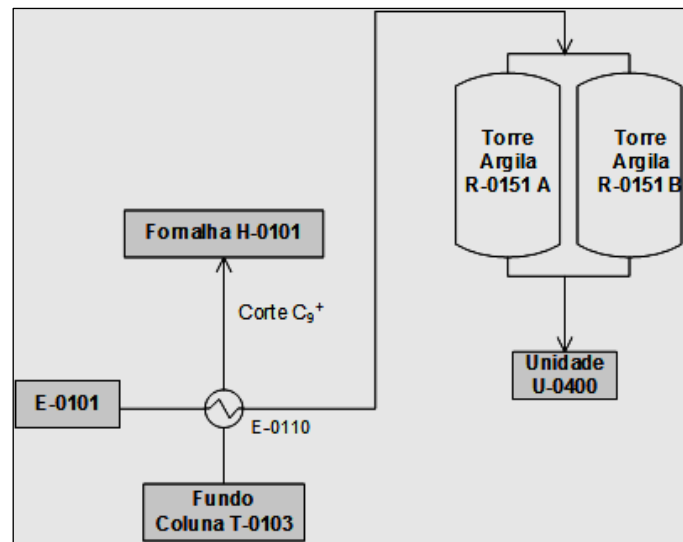 Torre
Argila
R-0151 A
Torre
Argila
R-0151 B
Fornalha H-0101
Corte C₉⁺
Unidade
U-0400
E-0101
E-0110
Fundo
Coluna T-0103